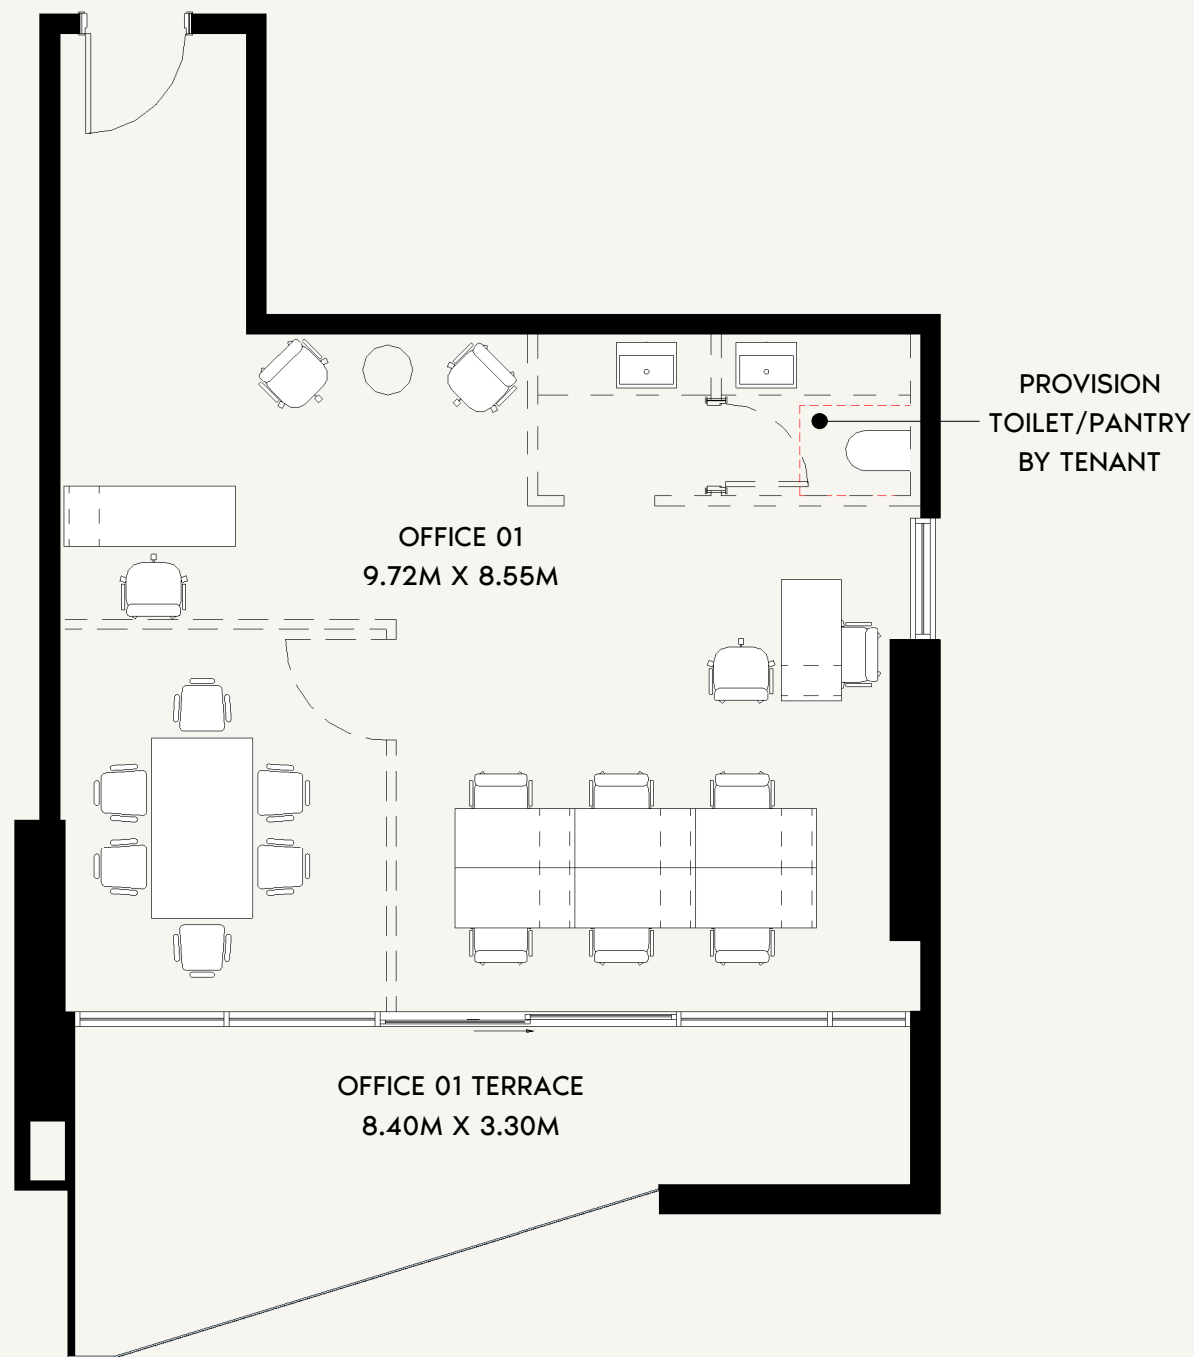 PROVISION
TOILET/PANTRY
BY TENANT
OFFICE 01
9.72M X 8.55M
OFFICE 01 TERRACE
8.40M X 3.30M